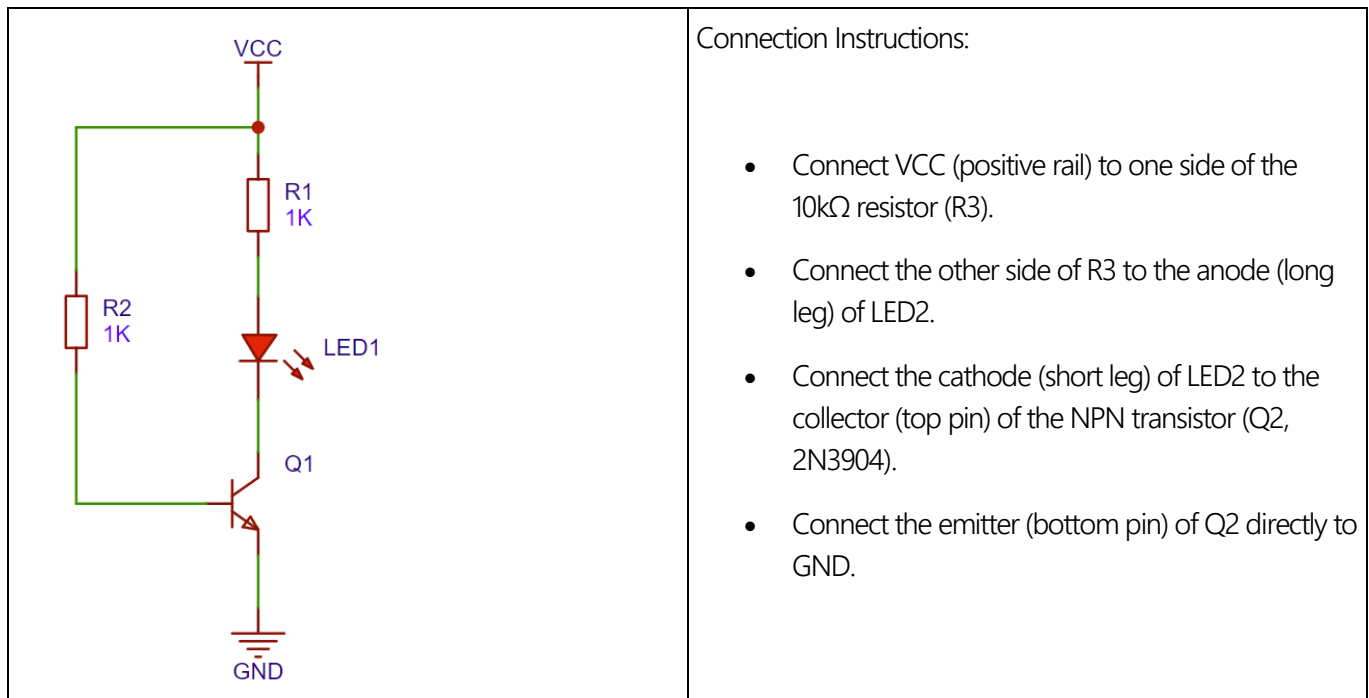 VCC
R1
1K
R2
1K
LED1
Q1
GND
Connection Instructions:
• Connect VCC (positive rail) to one side of the
10kΩ resistor (R3).
• Connect the other side of R3 to the anode (long
leg) of LED2.
• Connect the cathode (short leg) of LED2 to the
collector (top pin) of the NPN transistor (Q2,
2N3904).
• Connect the emitter (bottom pin) of Q2 directly to
GND.